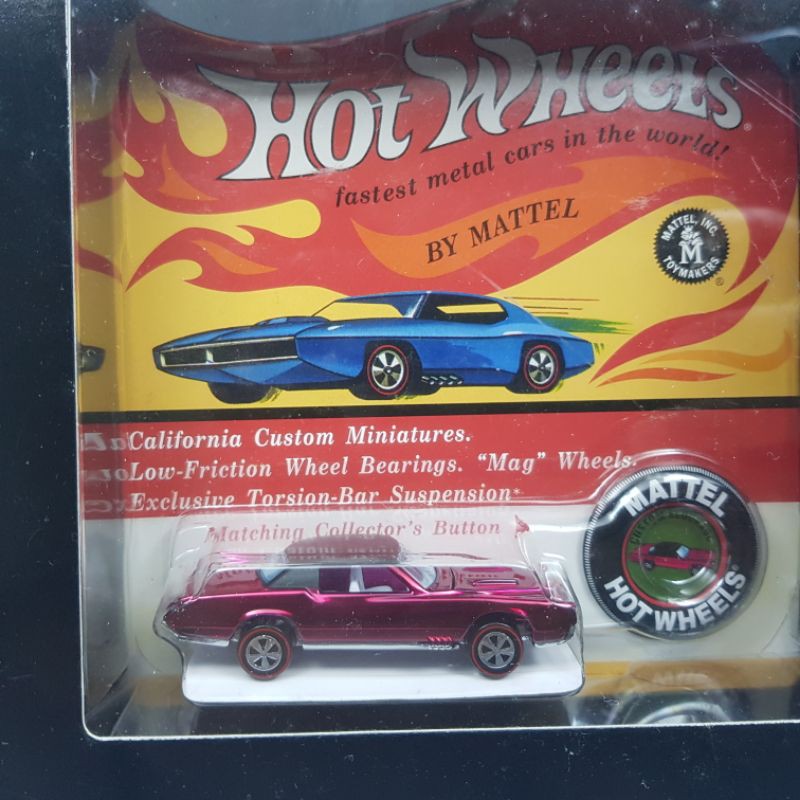 HOT WHEELS®
fastest metal cars in the world!
BY MATTEL
MATTEL, INC.
M
TOYMAKERS
®
California Custom Miniatures.
Low-Friction Wheel Bearings. "Mag" Wheels.
Exclusive Torsion-Bar Suspension
Matching Collector's Button
MATTEL
HOT WHEELS®